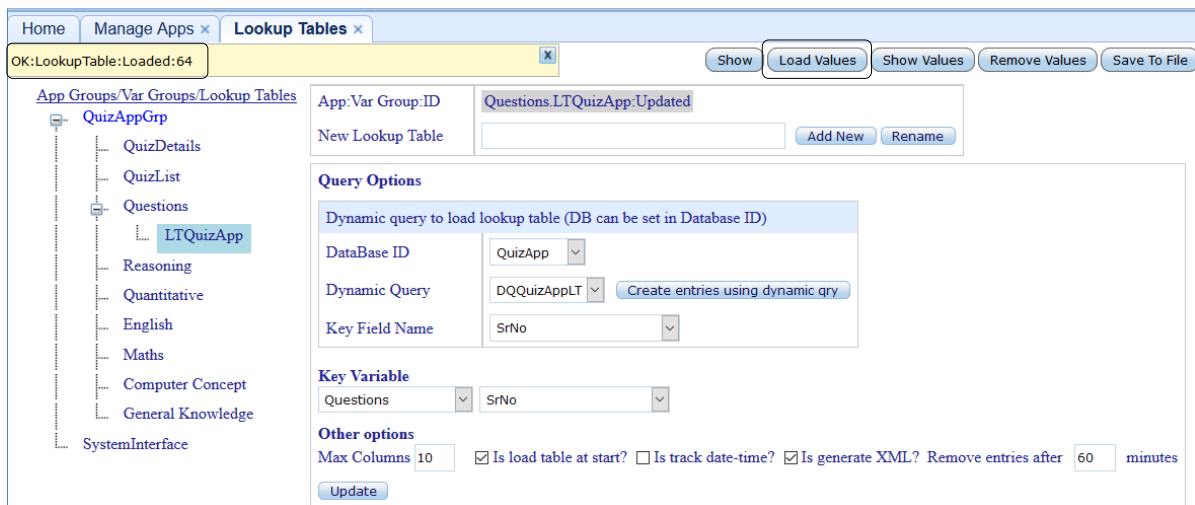 Home Manage Apps × Lookup Tables ×
OK:LookupTable:Loaded:64 X Show Load Values Show Values Remove Values Save To File
App Groups/Var Groups/Lookup Tables
QuizAppGrp
QuizDetails
QuizList
Questions
LTQuizApp
Reasoning
Quantitative
English
Maths
Computer Concept
General Knowledge
SystemInterface
App:Var Group:ID Questions.LTQuizApp:Updated
New Lookup Table Add New Rename
Query Options
Dynamic query to load lookup table (DB can be set in Database ID)
DataBase ID QuizApp
Dynamic Query DQQuizAppLT Create entries using dynamic qry
Key Field Name SrNo
Key Variable
Questions SrNo
Other options
Max Columns 10 Is load table at start? Is track date-time? Is generate XML? Remove entries after 60 minutes
Update